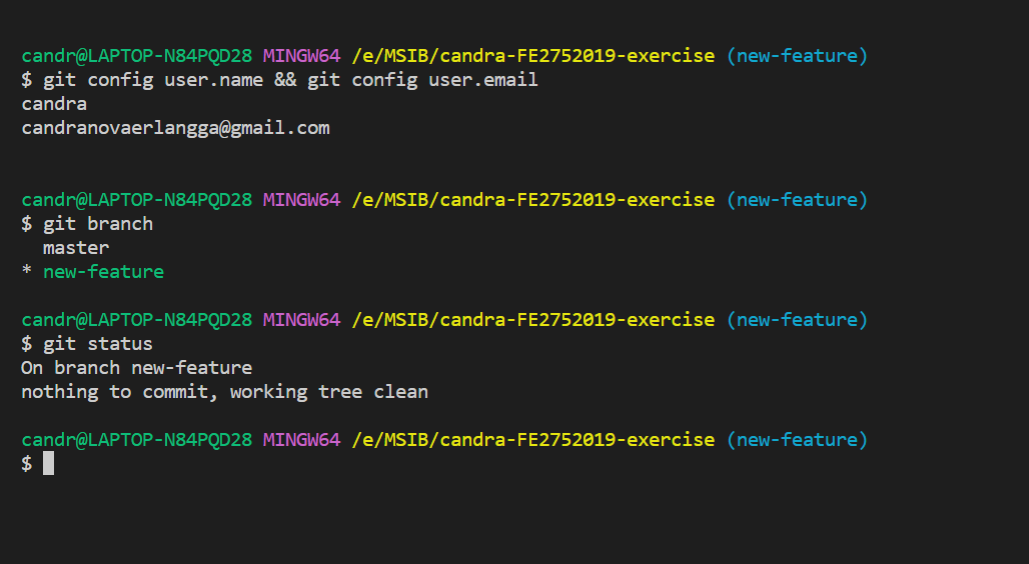 candr@LAPTOP-N84PQD28 MINGW64 /e/MSIB/candra-FE2752019-exercise (new-feature)
$ git config user.name && git config user.email
candra
candranovaerlangga@gmail.com
candr@LAPTOP-N84PQD28 MINGW64 /e/MSIB/candra-FE2752019-exercise (new-feature)
$ git branch
  master
* new-feature
candr@LAPTOP-N84PQD28 MINGW64 /e/MSIB/candra-FE2752019-exercise (new-feature)
$ git status
On branch new-feature
nothing to commit, working tree clean
candr@LAPTOP-N84PQD28 MINGW64 /e/MSIB/candra-FE2752019-exercise (new-feature)
$